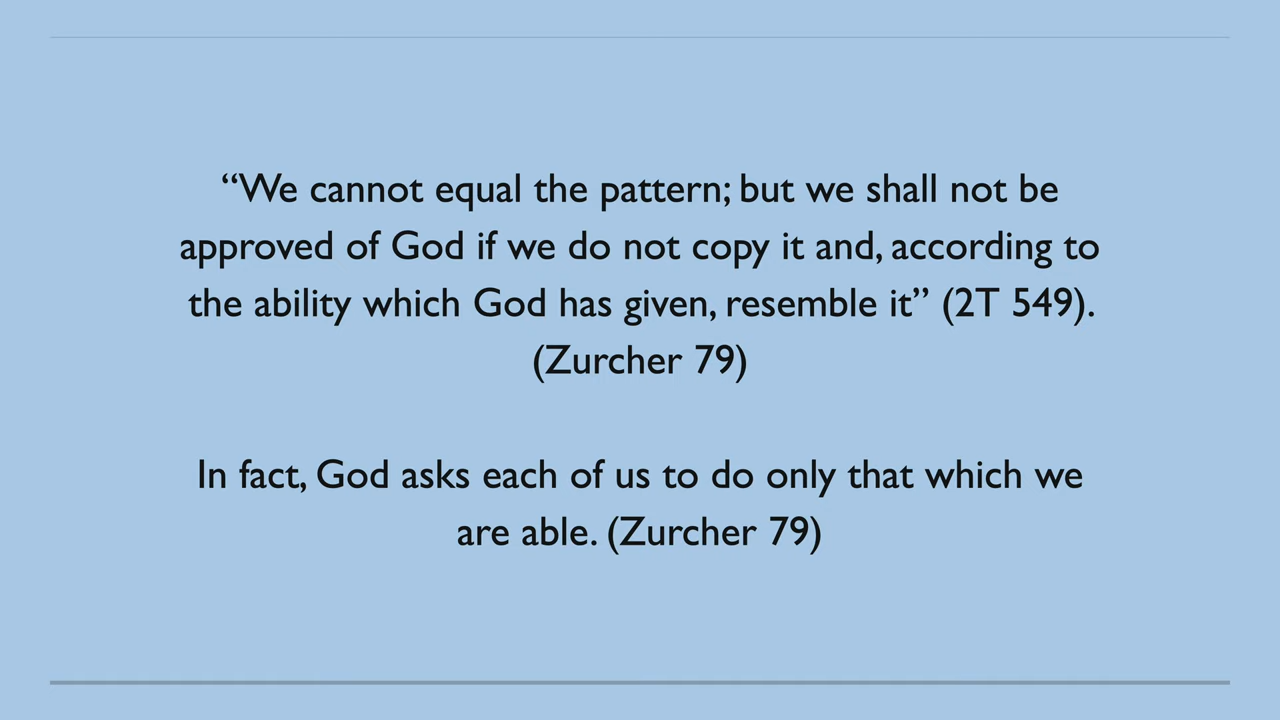 “We cannot equal the pattern; but we shall not be
approved of God if we do not copy it and, according to
the ability which God has given, resemble it” (2T 549).
(Zurcher 79)
In fact, God asks each of us to do only that which we
are able. (Zurcher 79)